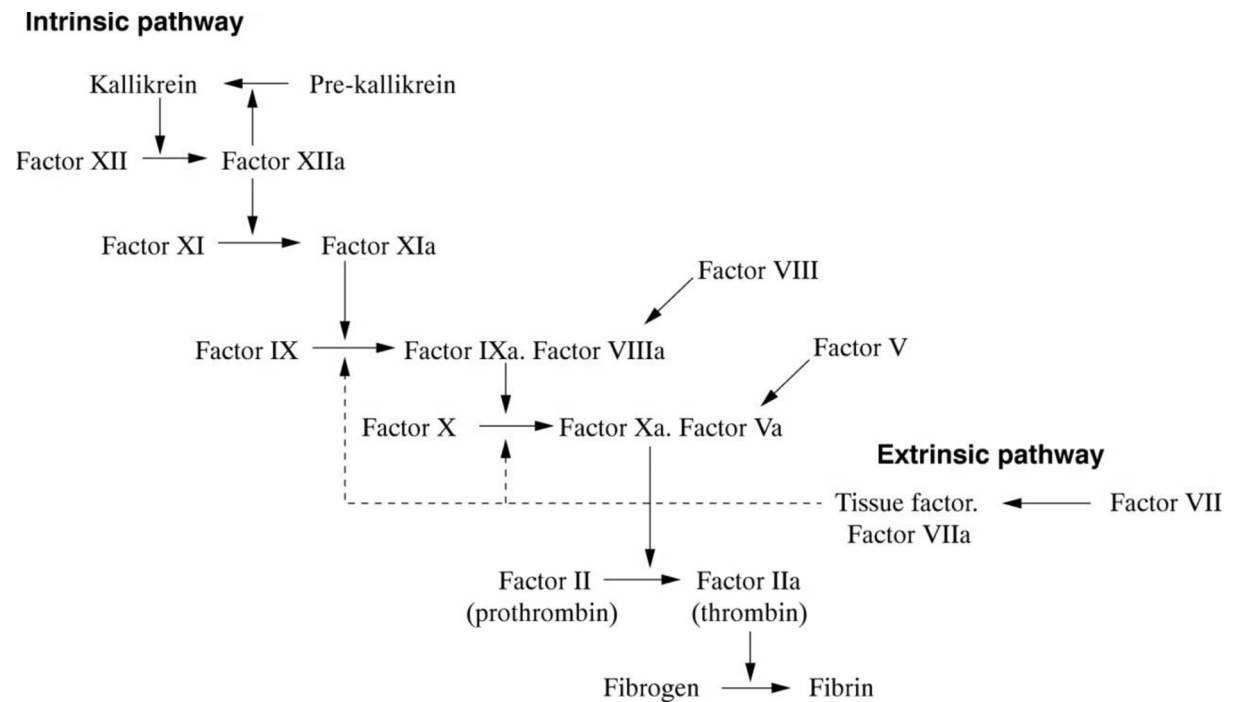 Intrinsic pathway
Kallikrein
Pre-kallikrein
Factor XII
Factor XIIa
Factor XI
Factor XIa
Factor VIII
Factor IX
Factor IXa. Factor VIIIa
Factor V
Factor X
Factor Xa. Factor Va
Extrinsic pathway
Tissue factor.
Factor VIIa
Factor VII
Factor II
(prothrombin)
Factor IIa
(thrombin)
Fibrogen
Fibrin